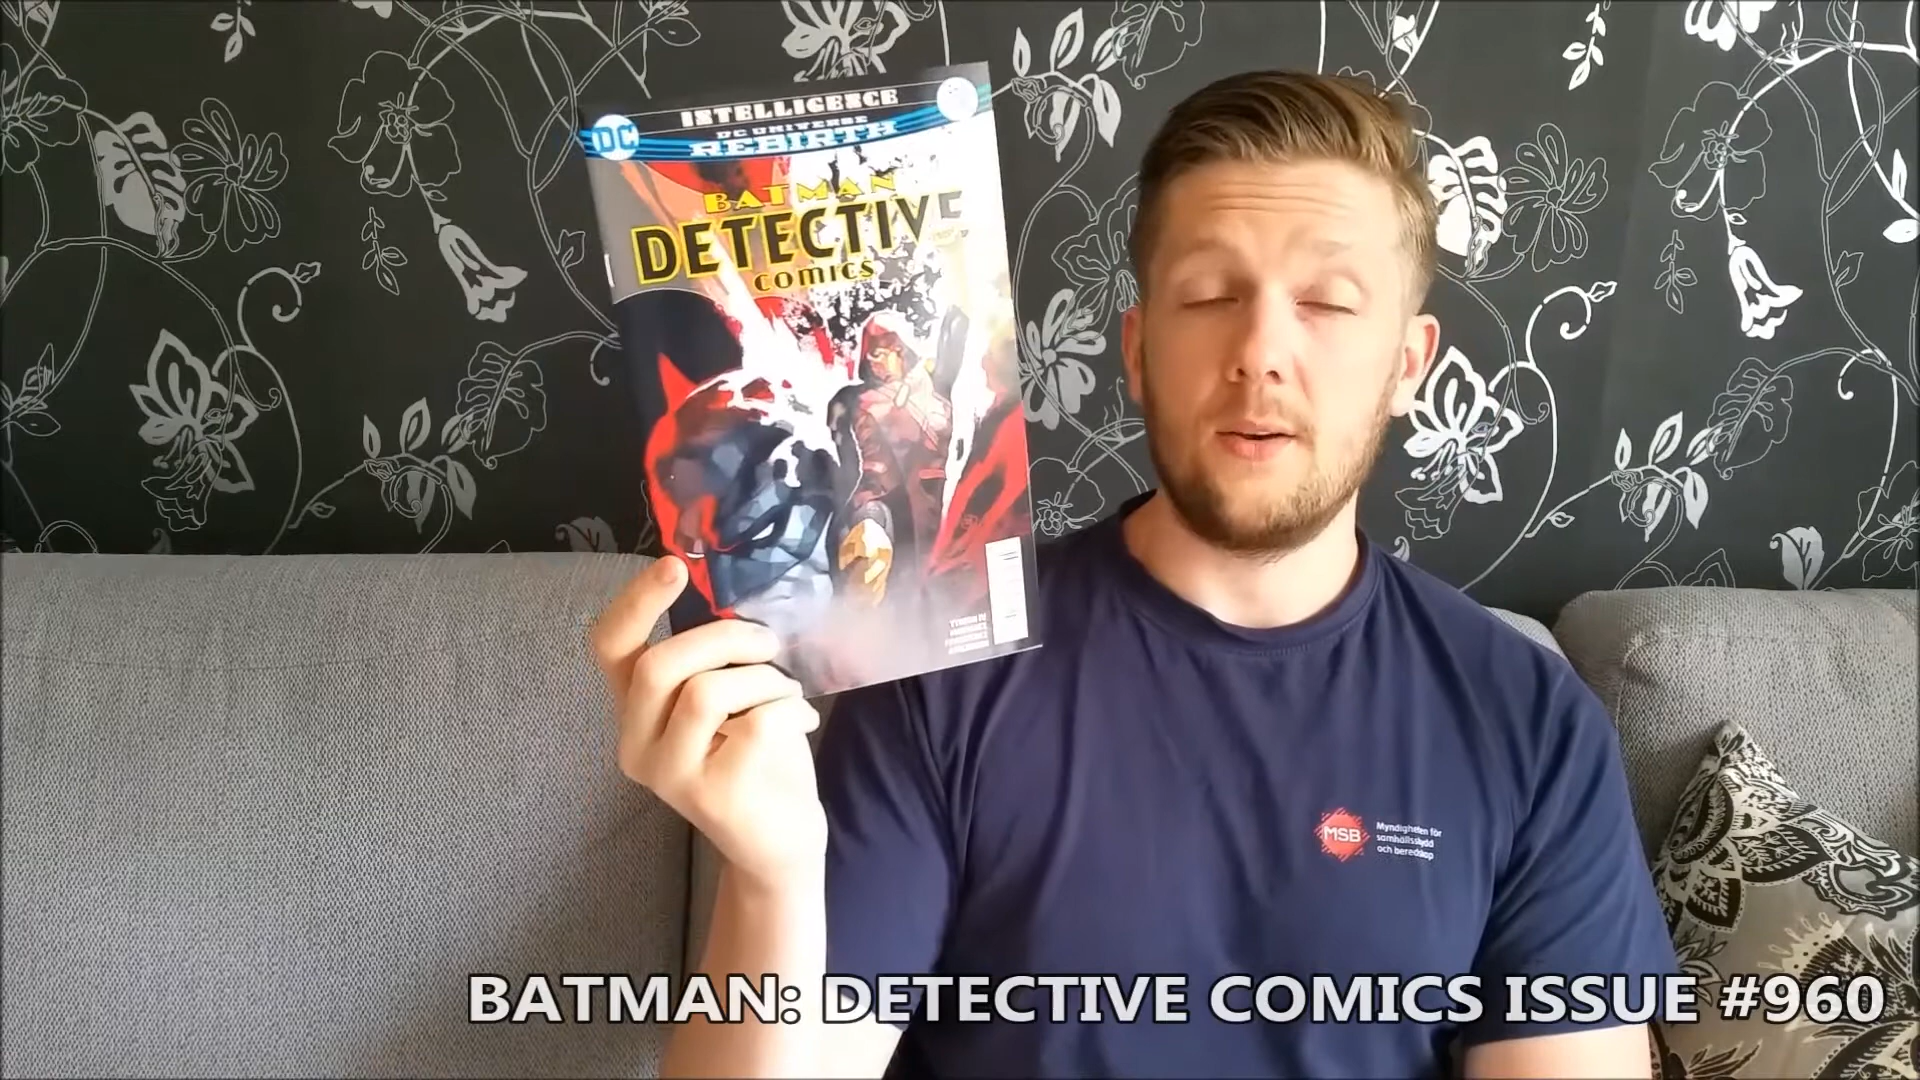 INTELLIGENCE
DC UNIVERSE
REBIRTH
DC
BATMAN
DETECTIVE
COMICS
MSB
Myndigheten för
samhällsskydd
och beredskap
BATMAN: DETECTIVE COMICS ISSUE #960